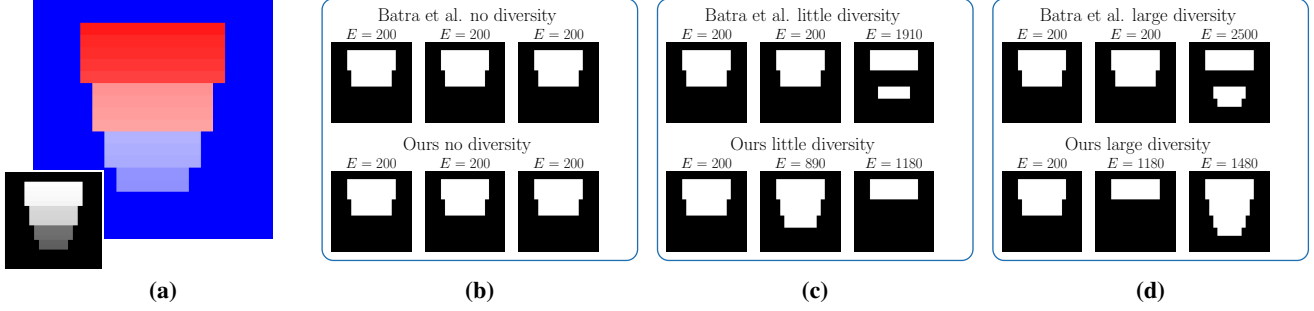 Batra et al. no diversity
E = 200 E = 200 E = 200
Ours no diversity
E = 200 E = 200 E = 200
Batra et al. little diversity
E = 200 E = 200 E = 1910
Ours little diversity
E = 200 E = 890 E = 1180
Batra et al. large diversity
E = 200 E = 200 E = 2500
Ours large diversity
E = 200 E = 1180 E = 1480
(a) (b) (c) (d)